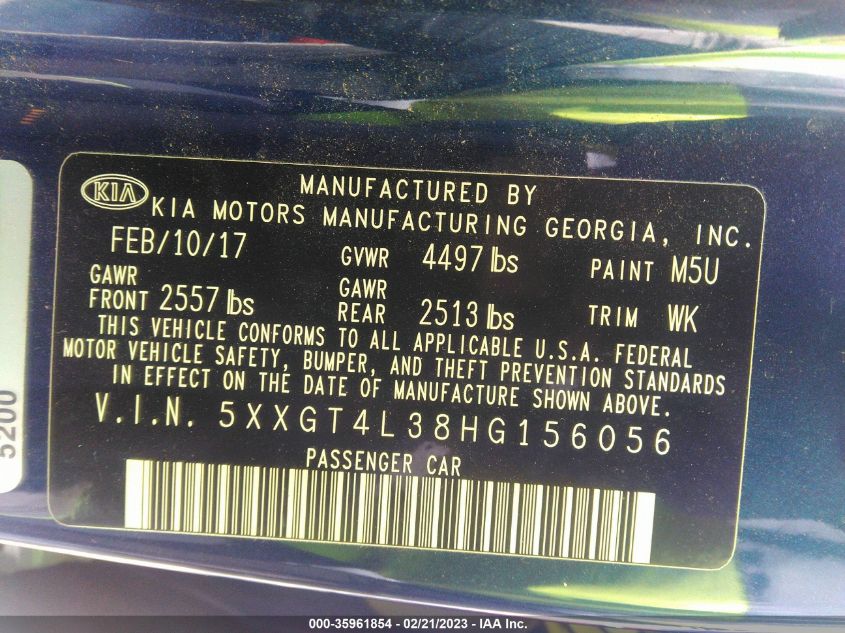 KIA
MANUFACTURED BY
KIA MOTORS MANUFACTURING GEORGIA, INC.
FEB/10/17 GVWR 4497 lbs PAINT M5U
GAWR FRONT 2557 lbs GAWR REAR 2513 lbs TRIM WK
THIS VEHICLE CONFORMS TO ALL APPLICABLE U.S.A. FEDERAL
MOTOR VEHICLE SAFETY, BUMPER, AND THEFT PREVENTION STANDARDS
IN EFFECT ON THE DATE OF MANUFACTURE SHOWN ABOVE.
V.I.N. 5XXGT4L38HG156056
PASSENGER CAR
5200
000-35961854 - 02/21/2023 - IAA Inc.